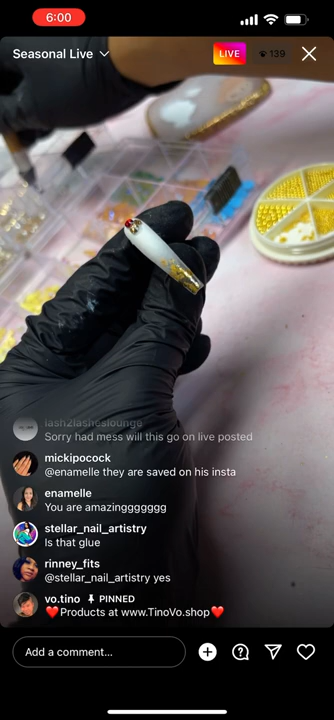 6:00
Seasonal Live
LIVE
139
lash2lasheslounge
Sorry had mess will this go on live posted
mickipocock
@enamelle they are saved on his insta
enamelle
You are amazinggggggg
stellar_nail_artistry
Is that glue
rinney_fits
@stellar_nail_artistry yes
vo.tino PINNED
❤️Products at www.TinoVo.shop❤️
Add a comment...